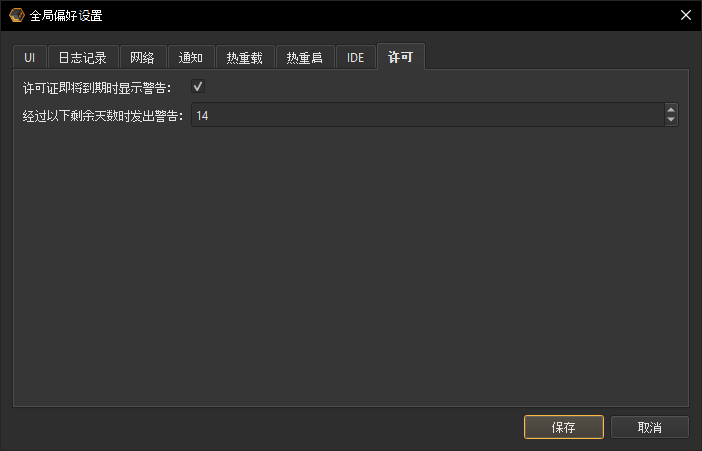 全局偏好设置
UI 日志记录 网络 通知 热重载 热重启 IDE 许可
许可证即将到期时显示警告:
经过以下剩余天数时发出警告: 14
保存 取消